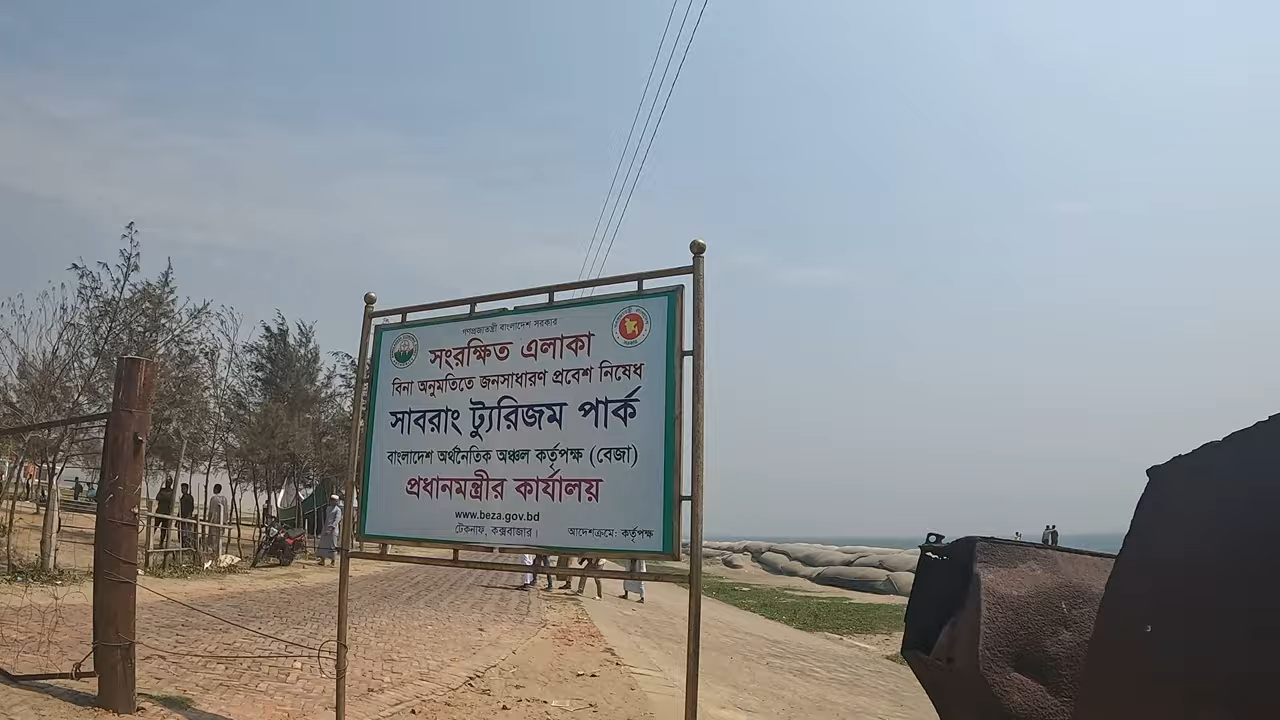 গণপ্রজাতন্ত্রী বাংলাদেশ সরকার
সংরক্ষিত এলাকা
বিনা অনুমতিতে জনসাধারণ প্রবেশ নিষেধ
সাবরাং ট্যুরিজম পার্ক
বাংলাদেশ অর্থনৈতিক অঞ্চল কর্তৃপক্ষ (বেজা)
প্রধানমন্ত্রীর কার্যালয়
www.beza.gov.bd
টেকনাফ, কক্সবাজার।
আদেশক্রমে: কর্তৃপক্ষ